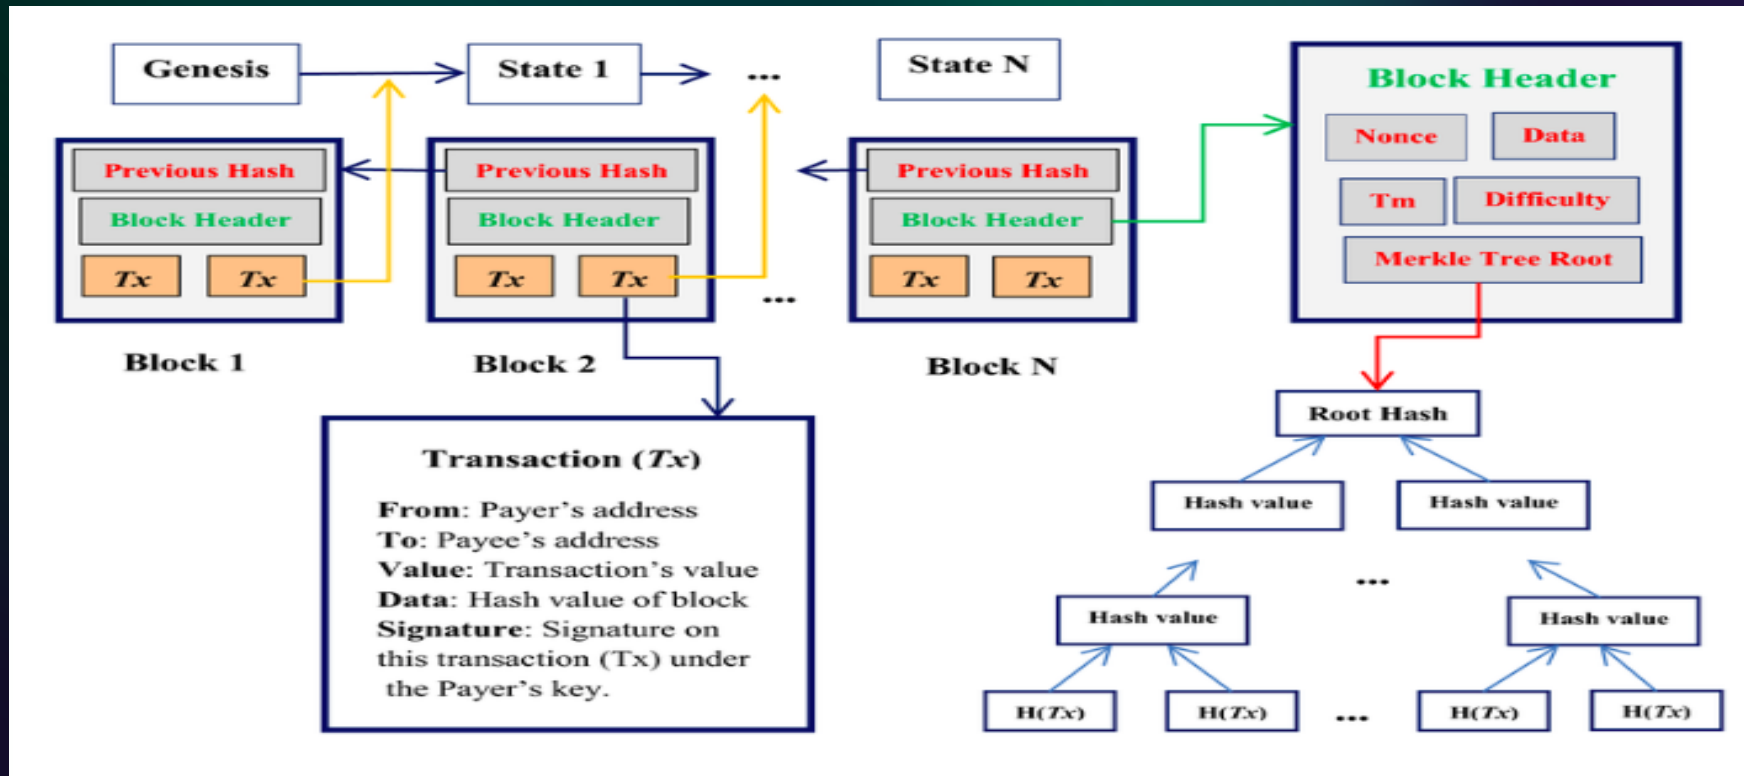 Genesis
State 1
...
State N
Previous Hash
Block Header
Tx
Tx
Block 1
Previous Hash
Block Header
Tx
Tx
Block 2
...
Previous Hash
Block Header
Tx
Tx
Block N
Block Header
Nonce
Data
Tm
Difficulty
Merkle Tree Root
Transaction (Tx)
From: Payer’s address
To: Payee’s address
Value: Transaction’s value
Data: Hash value of block
Signature: Signature on
this transaction (Tx) under
the Payer’s key.
Root Hash
Hash value
Hash value
...
Hash value
Hash value
H(Tx)
H(Tx)
...
H(Tx)
H(Tx)